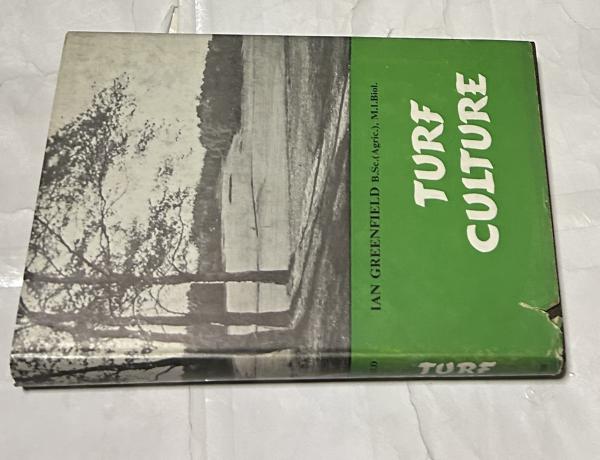 TURF
CULTURE
IAN GREENFIELD B.Sc.(Agric.), M.I.Biol.
TURF